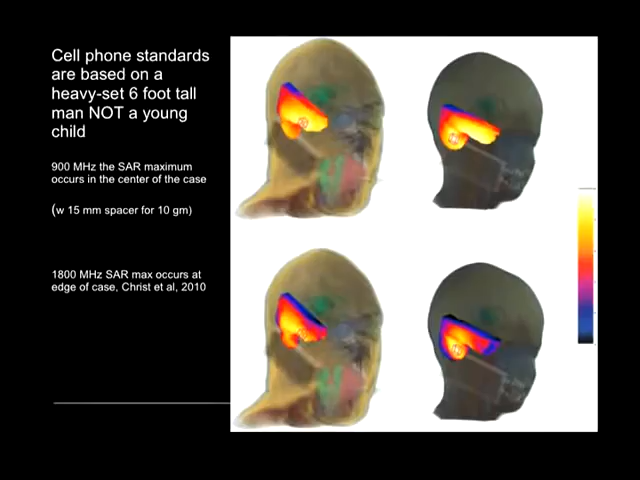 Cell phone standards
are based on a
heavy-set 6 foot tall
man NOT a young
child
900 MHz the SAR maximum
occurs in the center of the case
(w 15 mm spacer for 10 gm)
1800 MHz SAR max occurs at
edge of case, Christ et al, 2010